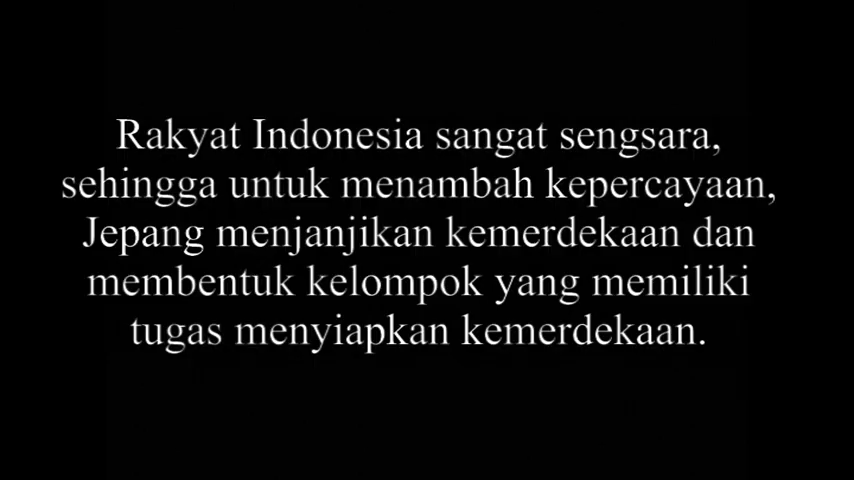 Rakyat Indonesia sangat sengsara,
sehingga untuk menambah kepercayaan,
Jepang menjanjikan kemerdekaan dan
membentuk kelompok yang memiliki
tugas menyiapkan kemerdekaan.